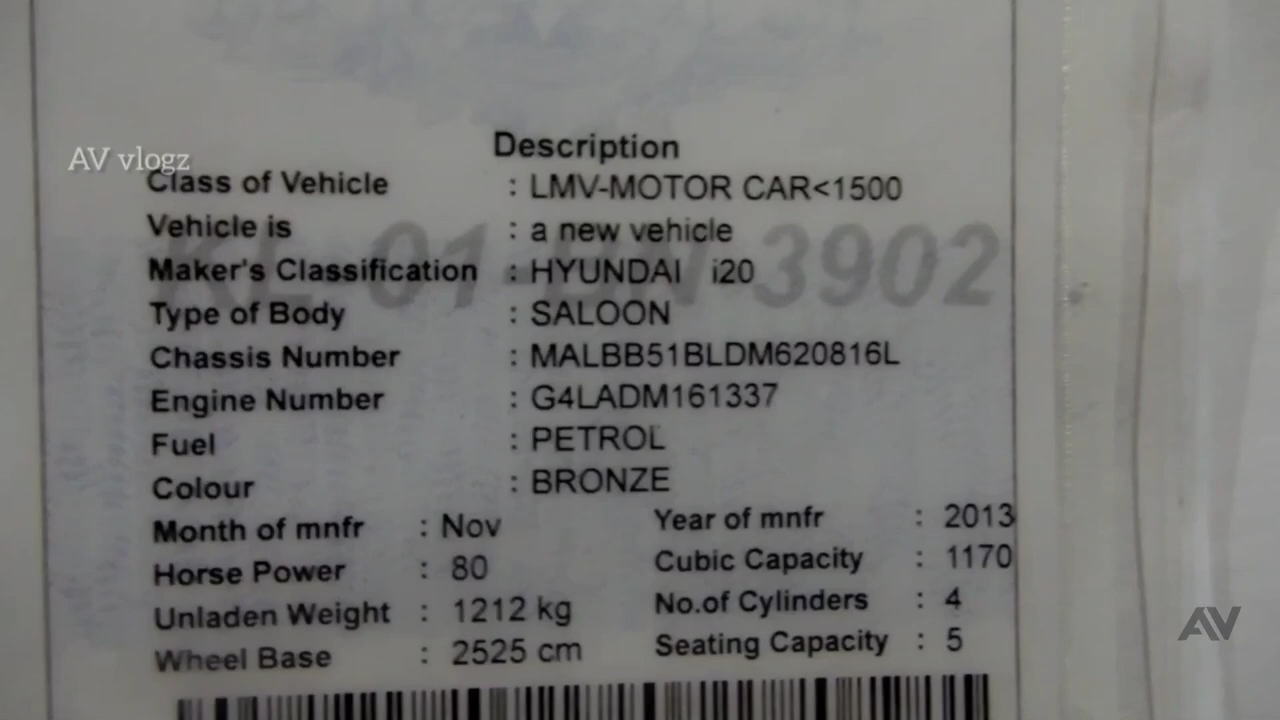 Description
AV vlogz
Class of Vehicle : LMV-MOTOR CAR<1500
Vehicle is : a new vehicle
KL 01 3902
Maker's Classification : HYUNDAI i20
Type of Body : SALOON
Chassis Number : MALBB51BLDM620816L
Engine Number : G4LADM161337
Fuel : PETROL
Colour : BRONZE
Month of mnfr : Nov Year of mnfr : 2013
Horse Power : 80 Cubic Capacity : 1170
Unladen Weight : 1212 kg No.of Cylinders : 4
Wheel Base : 2525 cm Seating Capacity : 5
AV